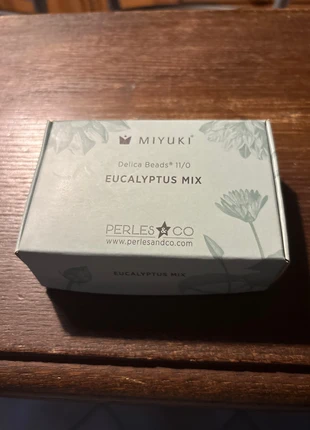 MIYUKI®
Delica Beads® 11/0
EUCALYPTUS MIX
PERLES&CO
www.perlesandco.com
EUCALYPTUS MIX